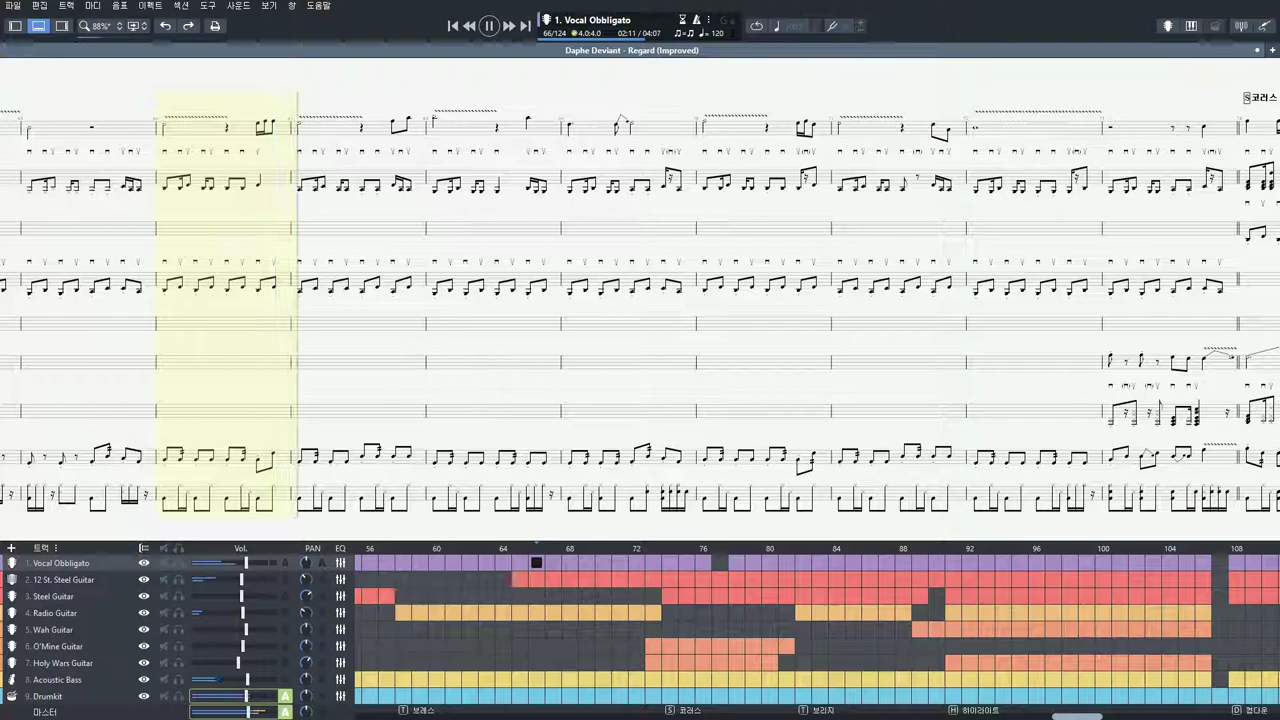 파일 편집 트랙 마디 음표 이펙트 섹션 도구 사운드 보기 창 도움말
88%
1. Vocal Obbligato
66/124 4.0:4.0 02:11 / 04:07 = 120
Daphe Deviant - Regard (Improved)
S 코러스
트랙 Vol. PAN EQ 56 60 64 68 72 76 80 84 88 92 96 100 104 108
1. Vocal Obbligato
2. 12 St. Steel Guitar
3. Steel Guitar
4. Radio Guitar
5. Wah Guitar
6. O'Mine Guitar
7. Holy Wars Guitar
8. Acoustic Bass
9. Drumkit A
마스터 A T 브레스 S 코러스 T 브리지 H 하이라이트 D 컴다운